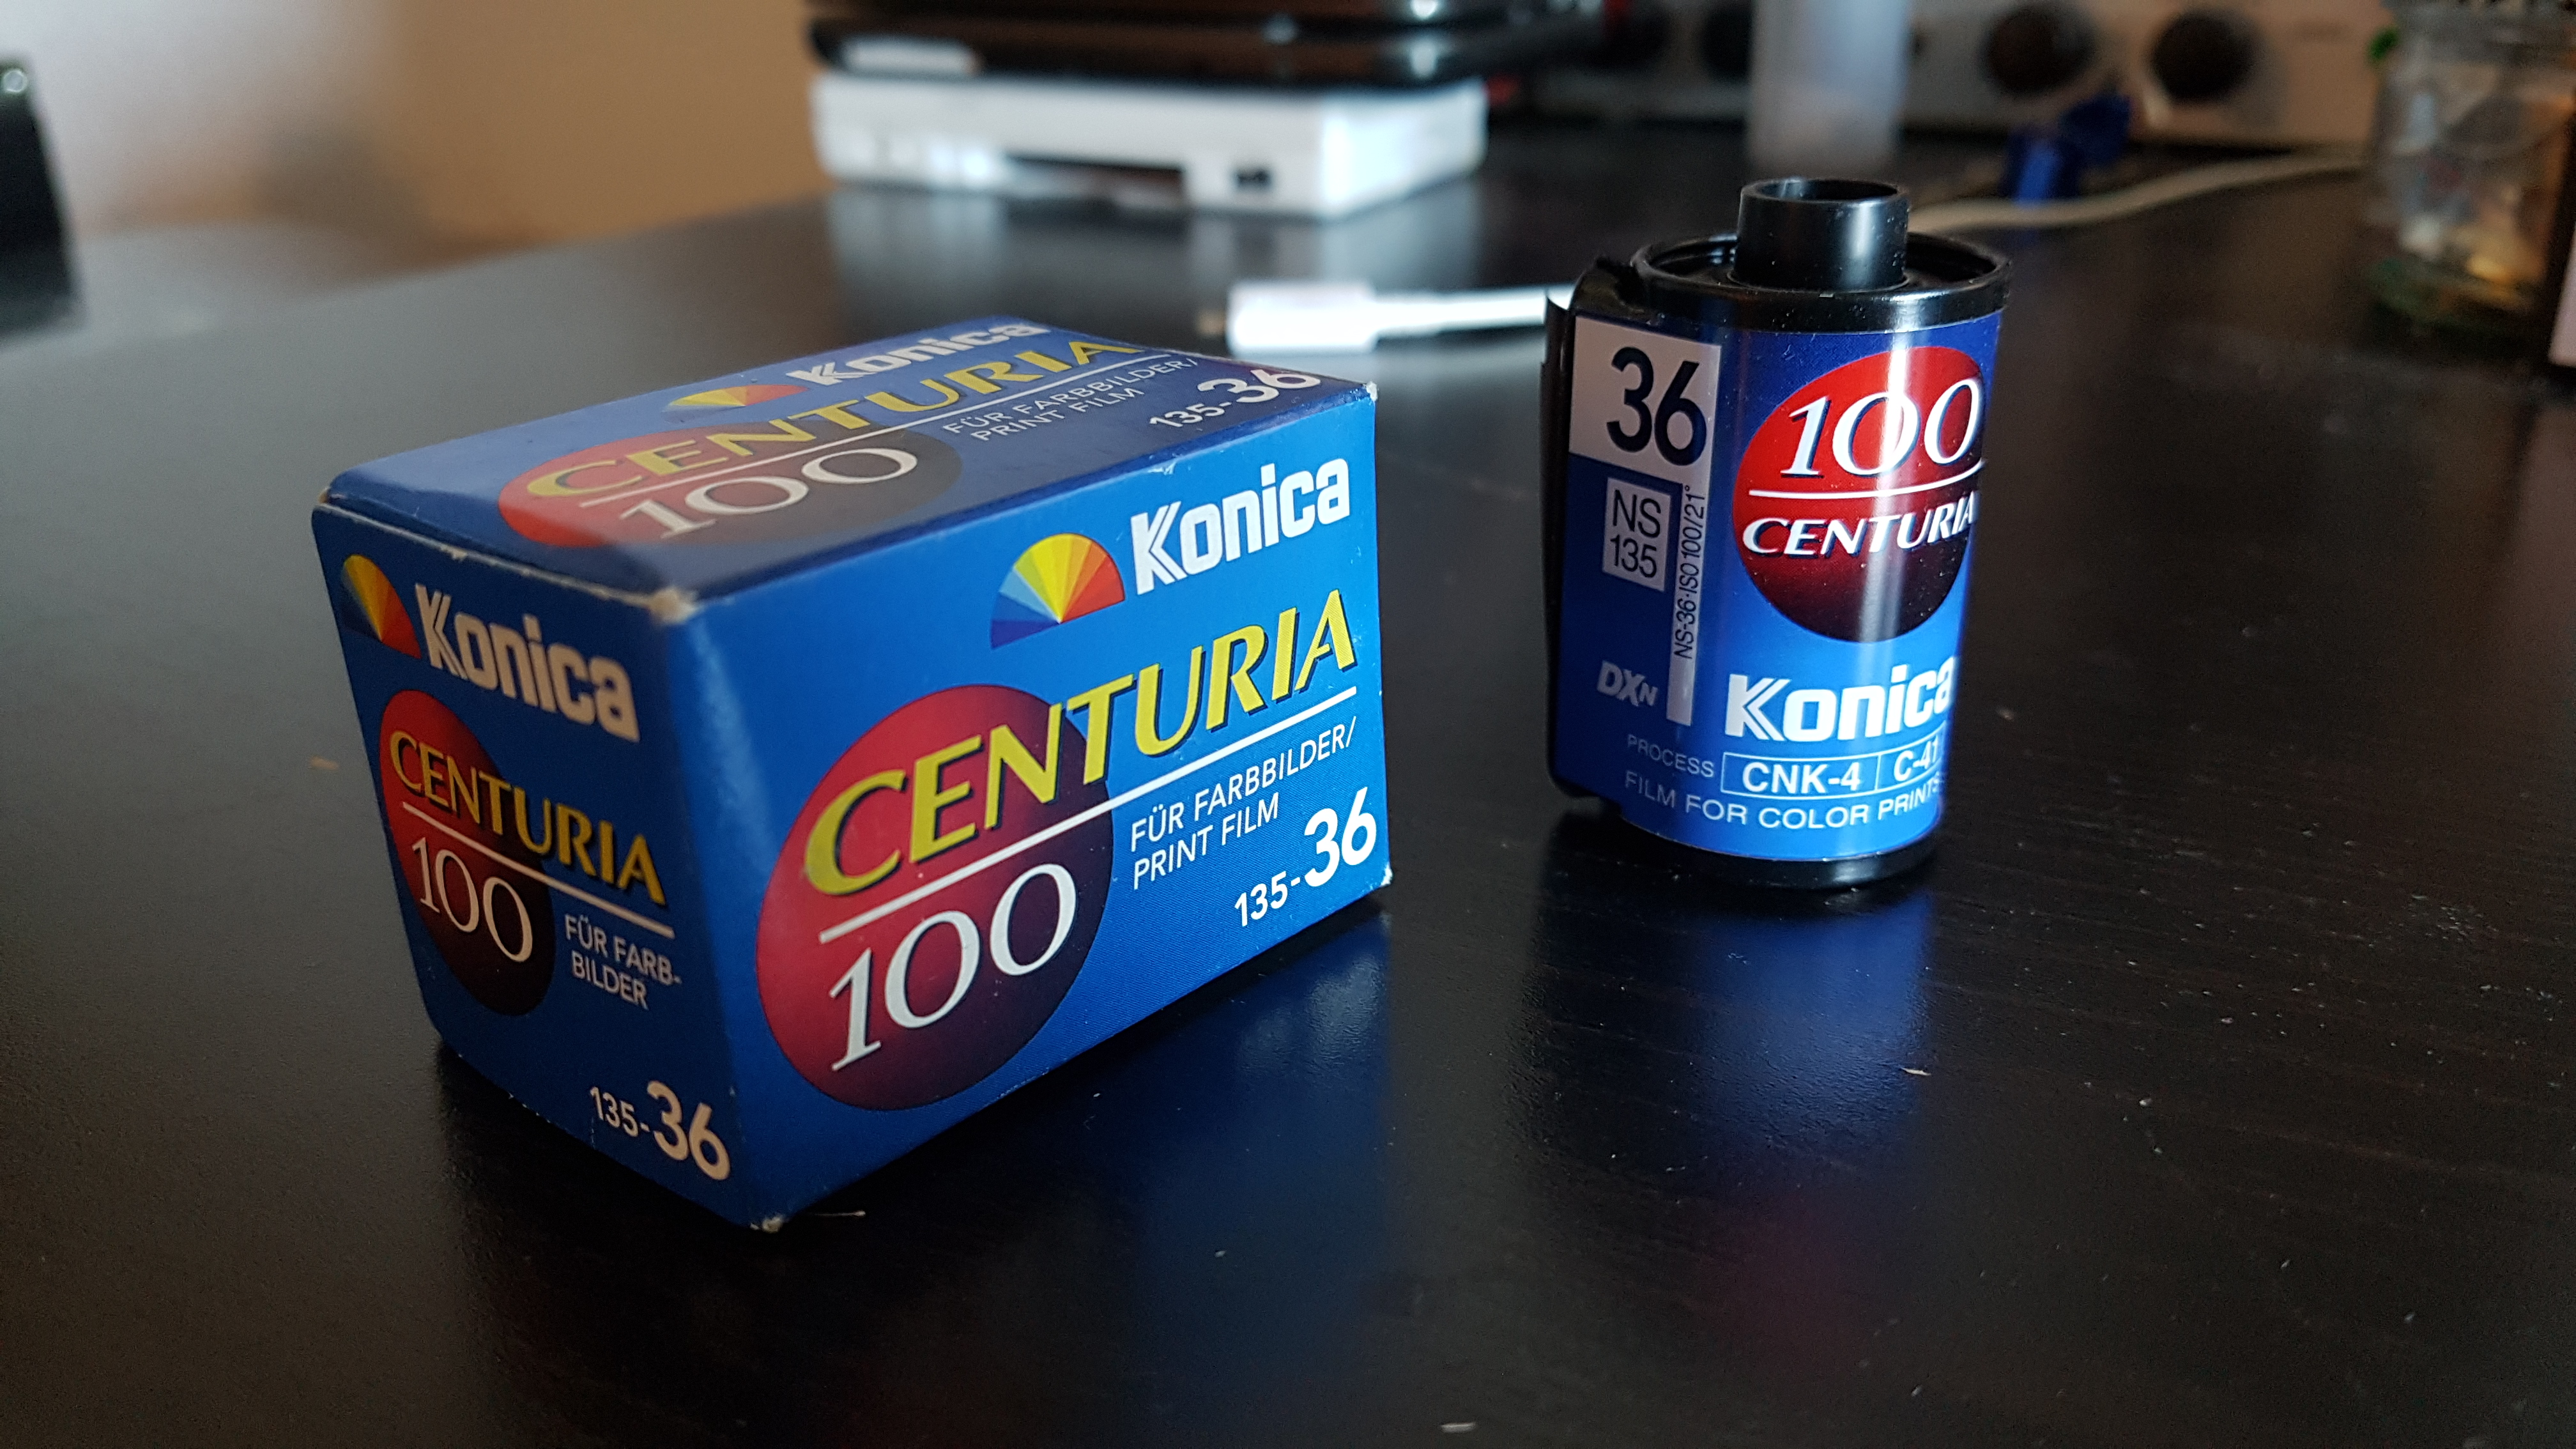 Konica
CENTURIA
100
FÜR FARBBILDER/
PRINT FILM
135-36
Konica
CENTURIA
100
FÜR FARB-
BILDER
135-36
Konica
CENTURIA
100
FÜR FARBBILDER/
PRINT FILM
135-36
36
NS
135
NS-36·ISO 100/21°
DXN
100
CENTURIA
Konica
PROCESS CNK-4 C-41
FILM FOR COLOR PRINTS